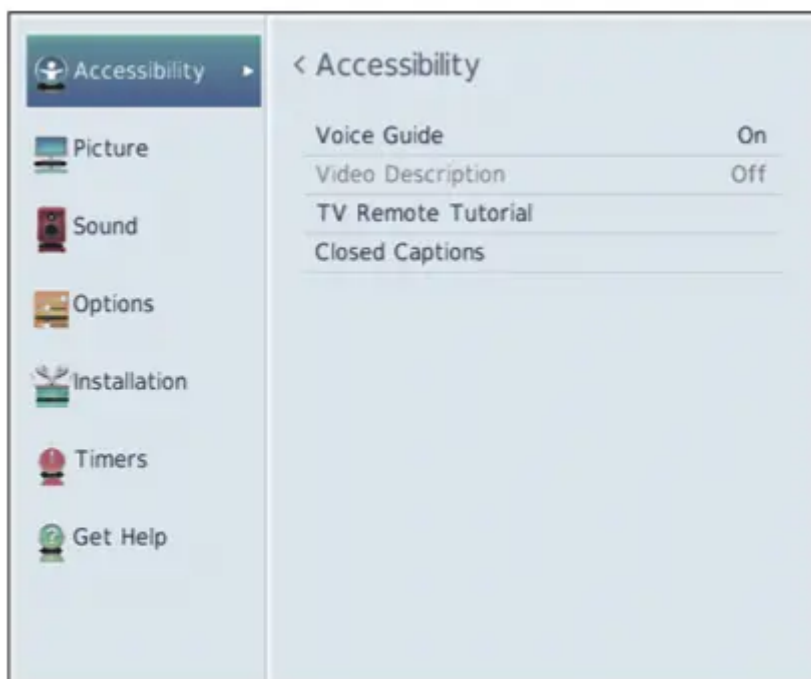 Accessibility
Picture
Sound
Options
Installation
Timers
Get Help
< Accessibility
Voice Guide On
Video Description Off
TV Remote Tutorial
Closed Captions